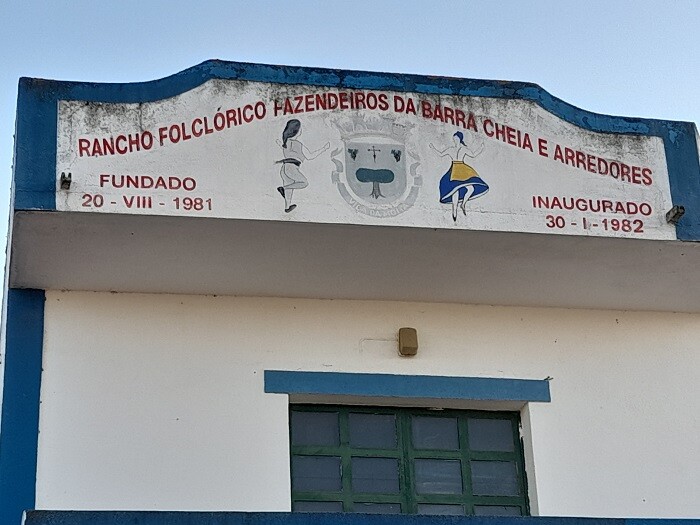 RANCHO FOLCLÓRICO FAZENDEIROS DA BARRA CHEIA E ARREDORES
FUNDADO
20 - VIII - 1981
INAUGURADO
30 - I - 1982